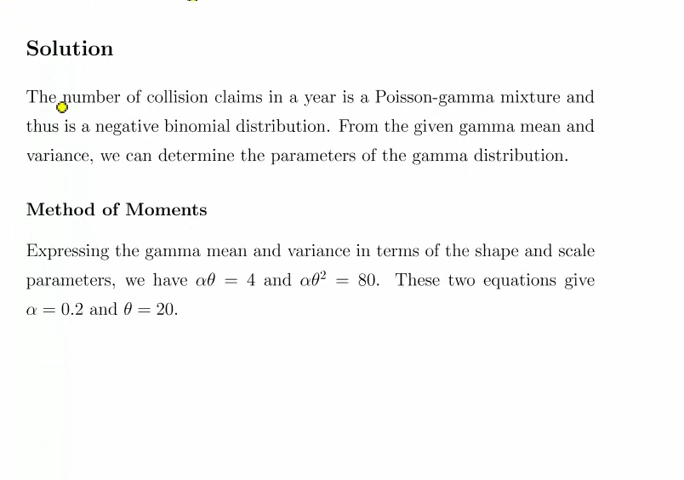 Solution
The number of collision claims in a year is a Poisson-gamma mixture and
thus is a negative binomial distribution. From the given gamma mean and
variance, we can determine the parameters of the gamma distribution.
Method of Moments
Expressing the gamma mean and variance in terms of the shape and scale
parameters, we have αθ = 4 and αθ² = 80. These two equations give
α = 0.2 and θ = 20.